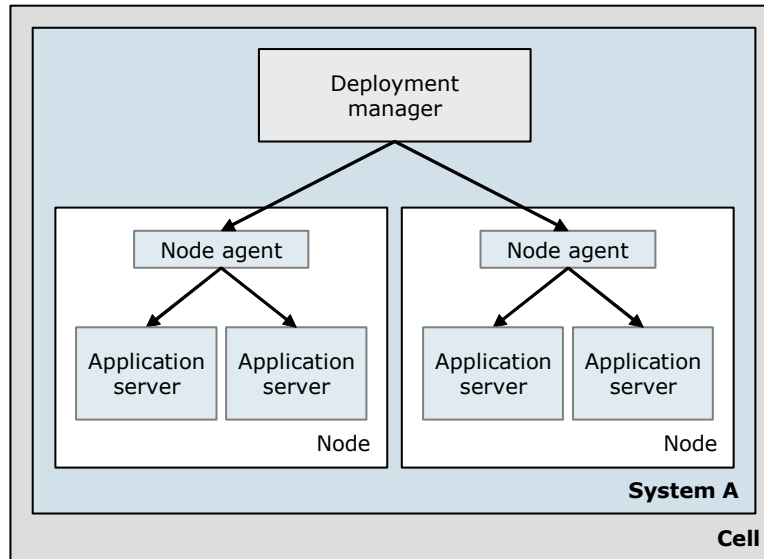 Deployment
manager
Node agent
Node agent
Application
server
Application
server
Application
server
Application
server
Node
Node
System A
Cell